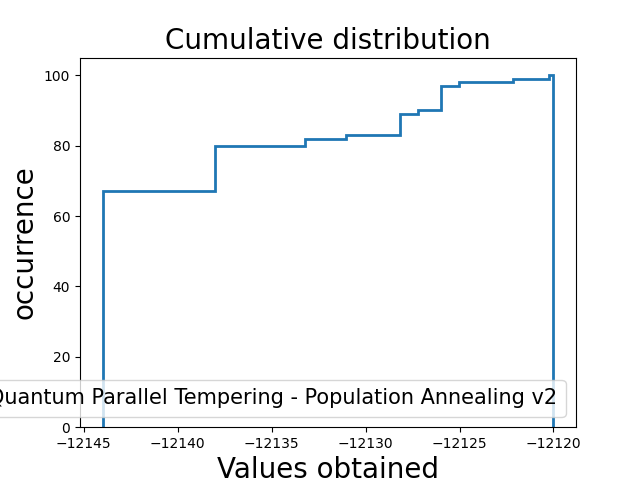 Cumulative distribution
100
80
60
40
20
0
occurrence
Quantum Parallel Tempering - Population Annealing v2
−12145 −12140 −12135 −12130 −12125 −12120
Values obtained